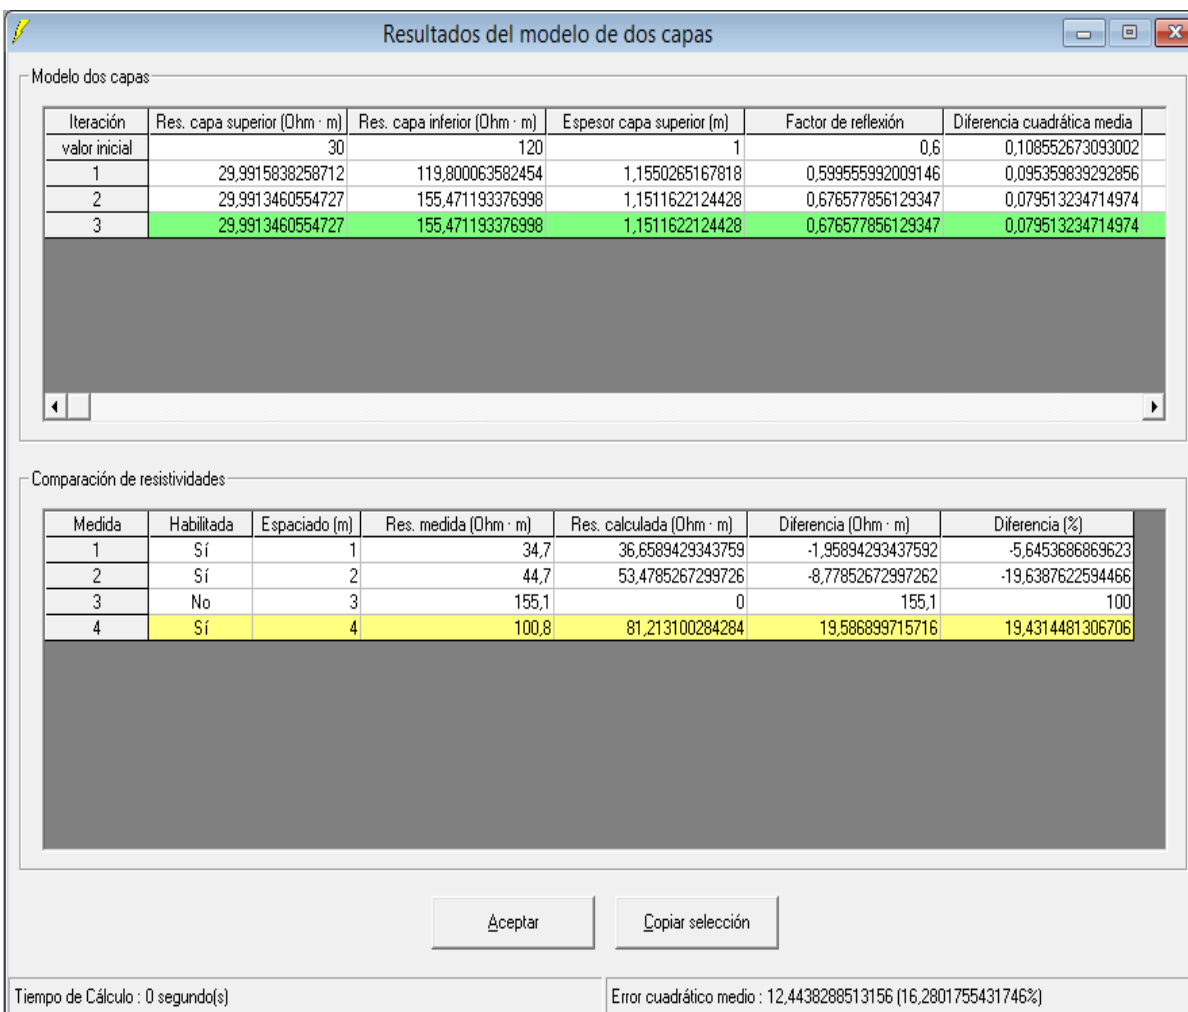 Resultados del modelo de dos capas
Modelo dos capas
Iteración Res. capa superior (Ohm · m) Res. capa inferior (Ohm · m) Espesor capa superior (m) Factor de reflexión Diferencia cuadrática media
valor inicial 30 120 1 0,6 0,108552673093002
1 29,9915838258712 119,800063582454 1,1550265167818 0,599555992009146 0,095359839292856
2 29,9913460554727 155,471193376998 1,1511622124428 0,676577856129347 0,079513234714974
3 29,9913460554727 155,471193376998 1,1511622124428 0,676577856129347 0,079513234714974
Comparación de resistividades
Medida Habilitada Espaciado (m) Res. medida (Ohm · m) Res. calculada (Ohm · m) Diferencia (Ohm · m) Diferencia (%)
1 Sí 1 34,7 36,6589429343759 -1,95894293437592 -5,6453686869623
2 Sí 2 44,7 53,4785267299726 -8,77852672997262 -19,6387622594466
3 No 3 155,1 0 155,1 100
4 Sí 4 100,8 81,213100284284 19,586899715716 19,4314481306706
Aceptar Copiar selección
Tiempo de Cálculo : 0 segundo(s) Error cuadrático medio : 12,4438288513156 (16,2801755431746%)